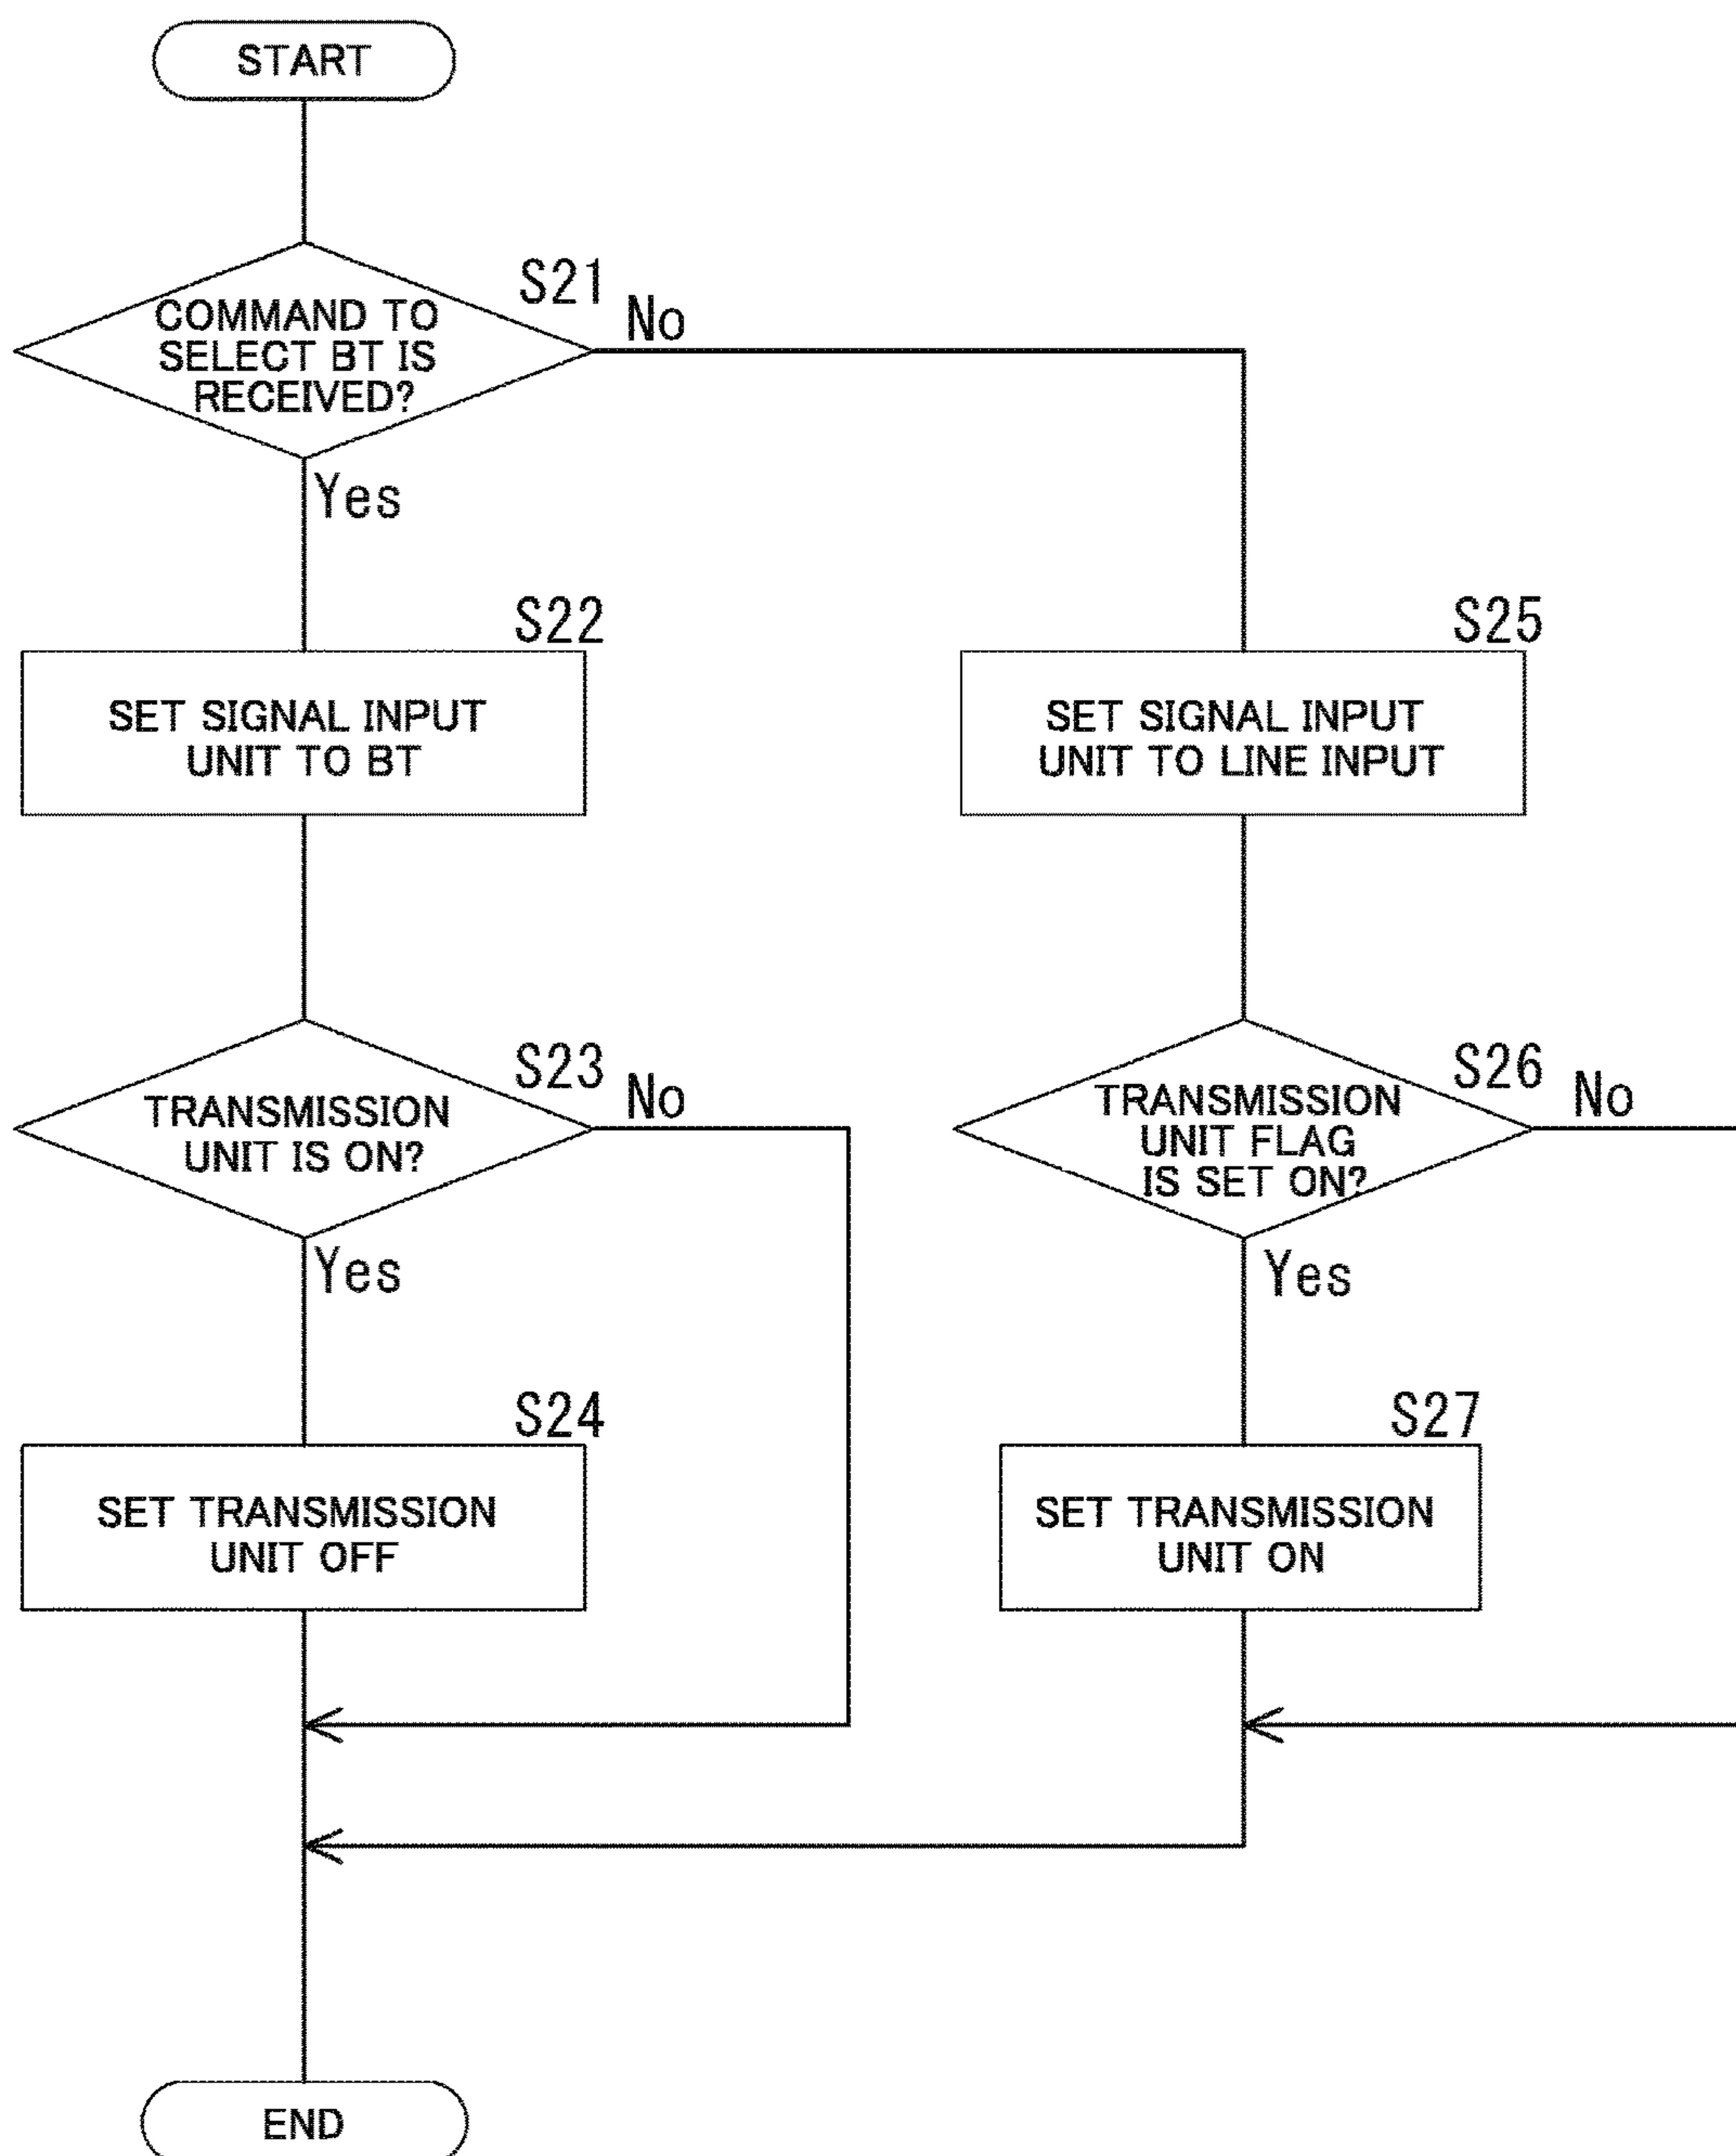 START
S21
COMMAND TO
SELECT BT IS
RECEIVED?
No
Yes
S22
SET SIGNAL INPUT
UNIT TO BT
S23
TRANSMISSION
UNIT IS ON?
No
Yes
S24
SET TRANSMISSION
UNIT OFF
S25
SET SIGNAL INPUT
UNIT TO LINE INPUT
S26
TRANSMISSION
UNIT FLAG
IS SET ON?
No
Yes
S27
SET TRANSMISSION
UNIT ON
END